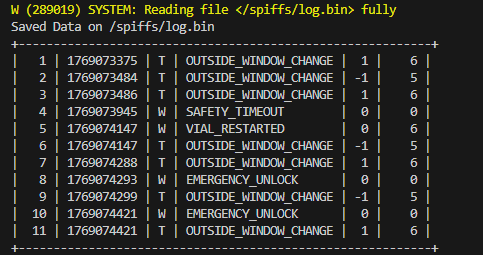 W (289019) SYSTEM: Reading file </spiffs/log.bin> fully
Saved Data on /spiffs/log.bin
+-----------------------------------------------------+
|  1 | 1769073375 | T | OUTSIDE_WINDOW_CHANGE |  1 |   6 |
|  2 | 1769073484 | T | OUTSIDE_WINDOW_CHANGE | -1 |   5 |
|  3 | 1769073486 | T | OUTSIDE_WINDOW_CHANGE |  1 |   6 |
|  4 | 1769073945 | W | SAFETY_TIMEOUT        |  0 |   0 |
|  5 | 1769074147 | W | VIAL_RESTARTED        |  0 |   6 |
|  6 | 1769074147 | T | OUTSIDE_WINDOW_CHANGE | -1 |   5 |
|  7 | 1769074288 | T | OUTSIDE_WINDOW_CHANGE |  1 |   6 |
|  8 | 1769074293 | W | EMERGENCY_UNLOCK      |  0 |   0 |
|  9 | 1769074299 | T | OUTSIDE_WINDOW_CHANGE | -1 |   5 |
| 10 | 1769074421 | W | EMERGENCY_UNLOCK      |  0 |   0 |
| 11 | 1769074421 | T | OUTSIDE_WINDOW_CHANGE |  1 |   6 |
+-----------------------------------------------------+